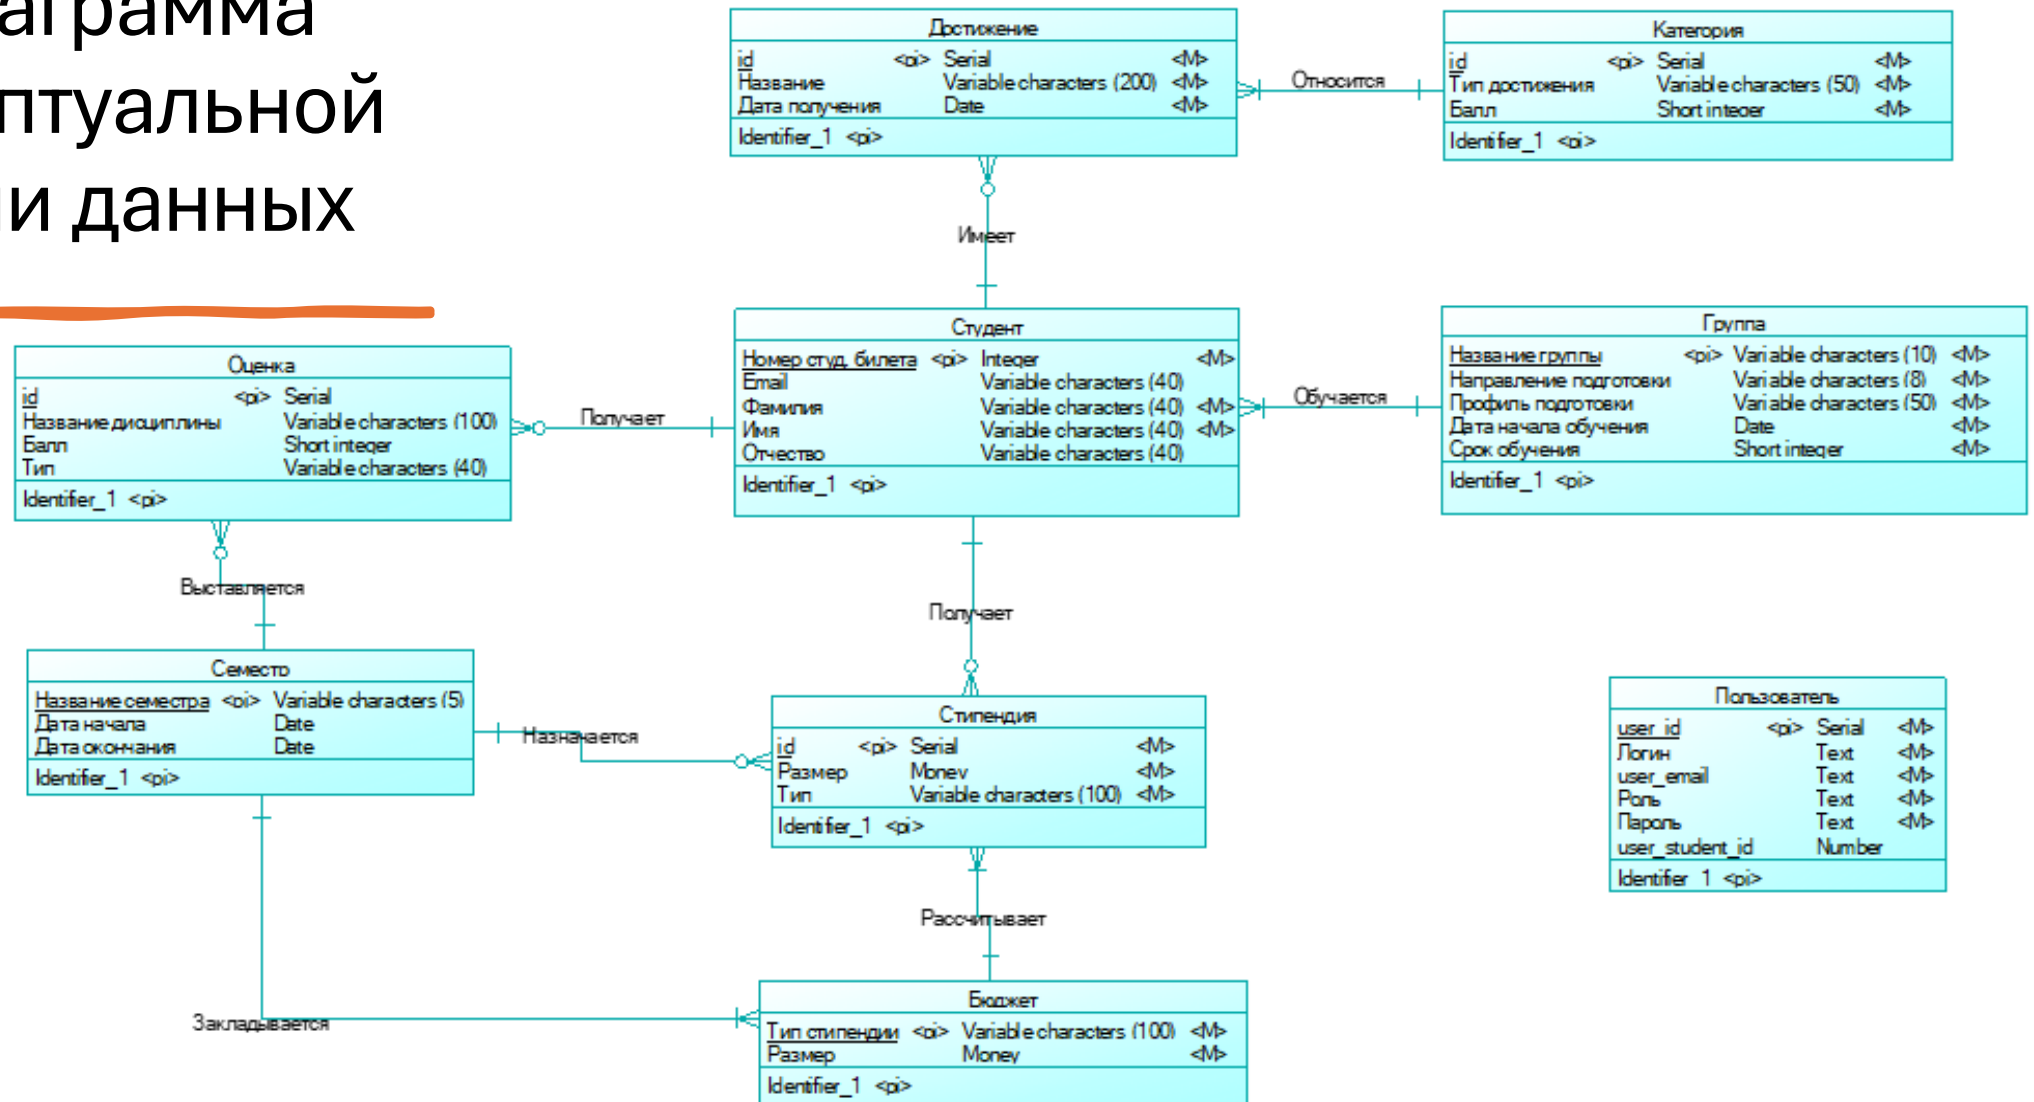 аграмма
птуальной
и данных
Достижение
id <pi> Serial <M>
Название Variable characters (200) <M>
Дата получения Date <M>
Identifier_1 <pi>
Относится
Категория
id <pi> Serial <M>
Тип достижения Variable characters (50) <M>
Балл Short integer <M>
Identifier_1 <pi>
Имеет
Студент
Номер студ. билета <pi> Integer <M>
Email Variable characters (40)
Фамилия Variable characters (40) <M>
Имя Variable characters (40) <M>
Отчество Variable characters (40)
Identifier_1 <pi>
Обучается
Группа
Название группы <pi> Variable characters (10) <M>
Направление подготовки Variable characters (8) <M>
Профиль подготовки Variable characters (50) <M>
Дата начала обучения Date <M>
Срок обучения Short integer <M>
Identifier_1 <pi>
Оценка
id <pi> Serial
Название дисциплины Variable characters (100)
Балл Short integer
Тип Variable characters (40)
Identifier_1 <pi>
Получает
Выставляется
Получает
Семестр
Название семестра <pi> Variable characters (5)
Дата начала Date
Дата окончания Date
Identifier_1 <pi>
Назначается
Стипендия
id <pi> Serial <M>
Размер Money <M>
Тип Variable characters (100) <M>
Identifier_1 <pi>
Пользователь
user_id <pi> Serial <M>
Логин Text <M>
user_email Text <M>
Роль Text <M>
Пароль Text <M>
user_student_id Number
Identifier_1 <pi>
Рассчитывает
Закладывается
Бюджет
Тип стипендии <pi> Variable characters (100) <M>
Размер Money <M>
Identifier_1 <pi>